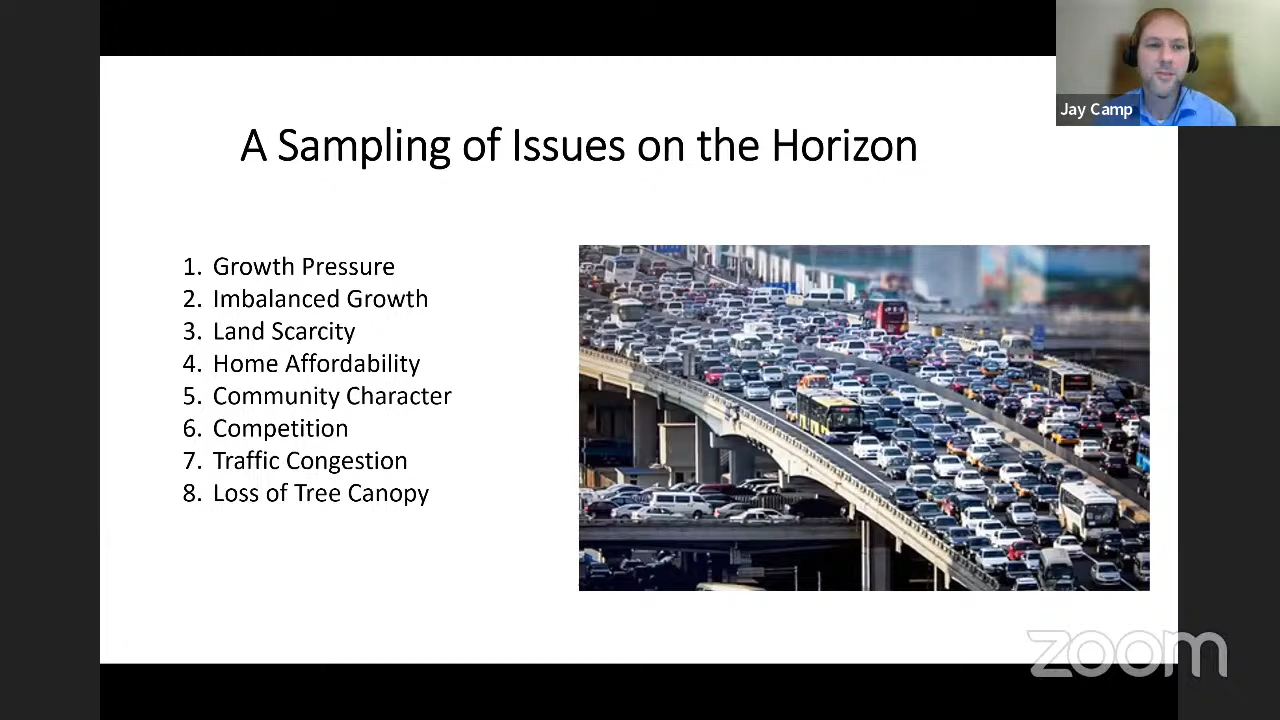 Jay Camp
A Sampling of Issues on the Horizon
1. Growth Pressure
2. Imbalanced Growth
3. Land Scarcity
4. Home Affordability
5. Community Character
6. Competition
7. Traffic Congestion
8. Loss of Tree Canopy
zoom